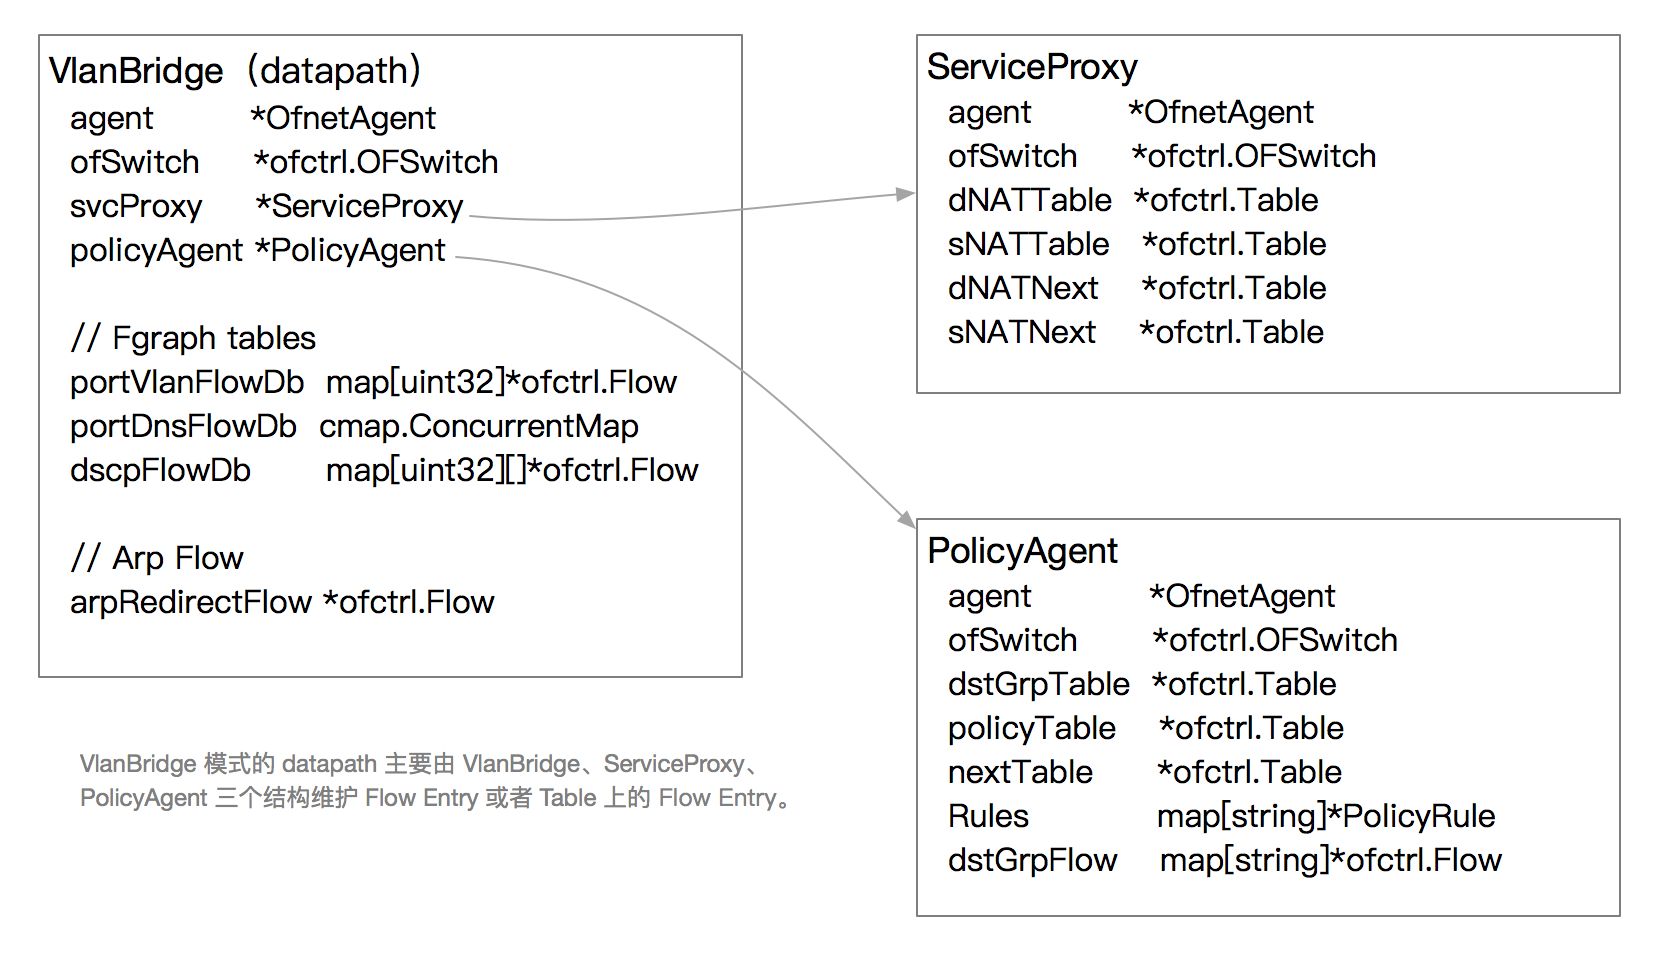 VlanBridge（datapath）
agent *OfnetAgent
ofSwitch *ofctrl.OFSwitch
svcProxy *ServiceProxy
policyAgent *PolicyAgent
// Fgraph tables
portVlanFlowDb map[uint32]*ofctrl.Flow
portDnsFlowDb cmap.ConcurrentMap
dscpFlowDb map[uint32][]*ofctrl.Flow
// Arp Flow
arpRedirectFlow *ofctrl.Flow
VlanBridge 模式的 datapath 主要由 VlanBridge、ServiceProxy、
PolicyAgent 三个结构维护 Flow Entry 或者 Table 上的 Flow Entry。
ServiceProxy
agent *OfnetAgent
ofSwitch *ofctrl.OFSwitch
dNATTable *ofctrl.Table
sNATTable *ofctrl.Table
dNATNext *ofctrl.Table
sNATNext *ofctrl.Table
PolicyAgent
agent *OfnetAgent
ofSwitch *ofctrl.OFSwitch
dstGrpTable *ofctrl.Table
policyTable *ofctrl.Table
nextTable *ofctrl.Table
Rules map[string]*PolicyRule
dstGrpFlow map[string]*ofctrl.Flow